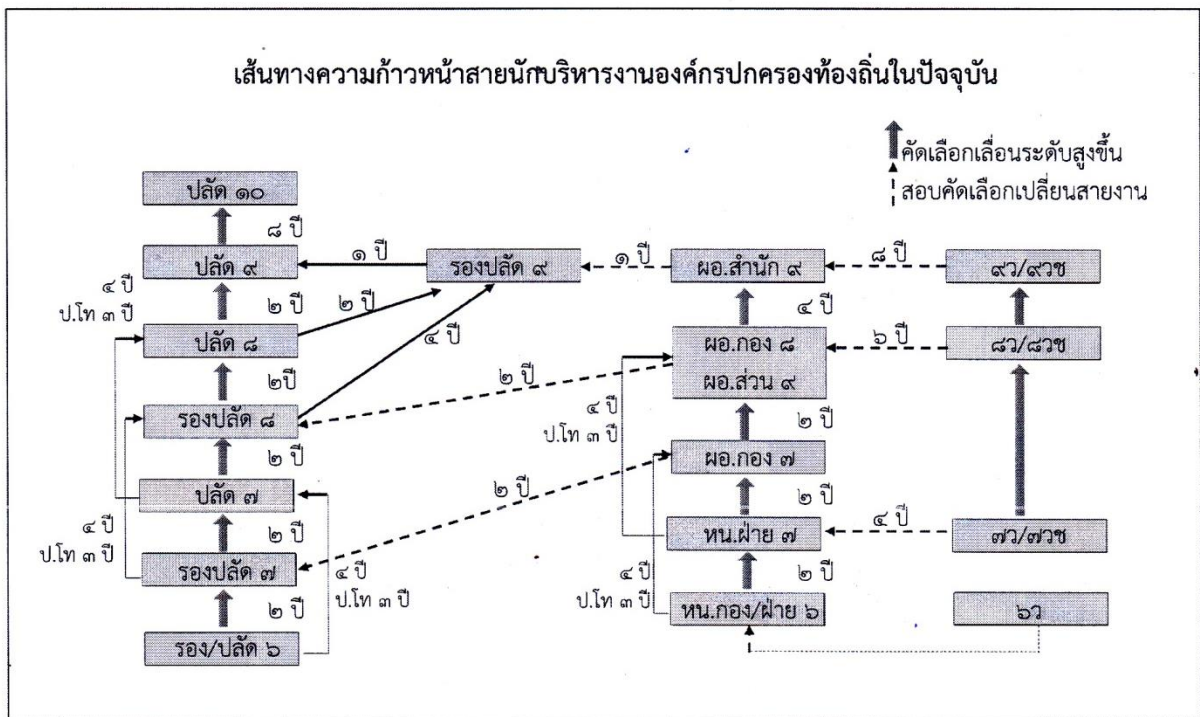 เส้นทางความก้าวหน้าสายนักบริหารงานองค์กรปกครองท้องถิ่นในปัจจุบัน
คัดเลือกเลื่อนระดับสูงขึ้น
สอบคัดเลือกเปลี่ยนสายงาน
ปลัด ๑๐
๘ ปี
ปลัด ๙
๑ ปี
รองปลัด ๙
๑ ปี
ผอ.สำนัก ๙
๘ ปี
๙ว/๙วช
๔ ปี
ป.โท ๓ ปี
๒ ปี
๒ ปี
๔ ปี
๔ ปี
ปลัด ๘
ผอ.กอง ๘
ผอ.ส่วน ๙
๖ ปี
๘ว/๘วช
๒ปี
๒ ปี
รองปลัด ๘
๔ ปี
ป.โท ๓ ปี
๒ ปี
๒ ปี
ผอ.กอง ๗
ปลัด ๗
๒ ปี
๒ ปี
๔ ปี
ป.โท ๓ ปี
๒ ปี
หน.ฝ่าย ๗
๔ ปี
๗ว/๗วช
รองปลัด ๗
๔ ปี
ป.โท ๓ ปี
๔ ปี
ป.โท ๓ ปี
๒ ปี
๒ ปี
หน.กอง/ฝ่าย ๖
๖ว
รอง/ปลัด ๖